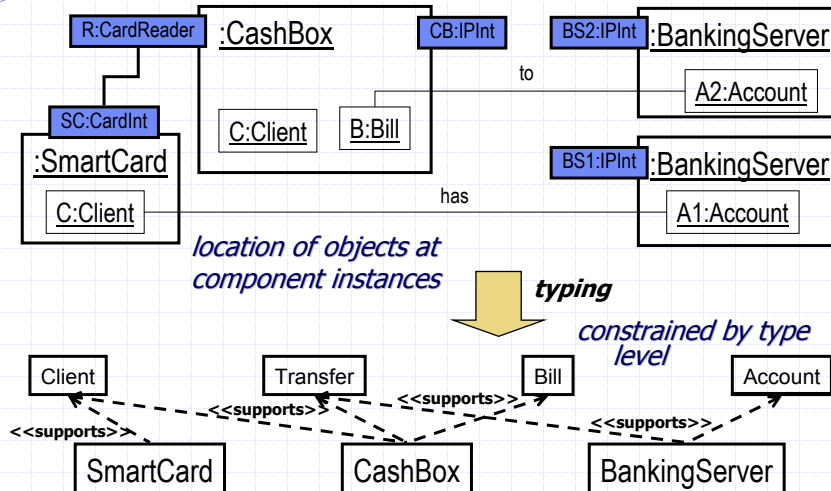 R:CardReader
:CashBox
CB:IPInt
BS2:IPInt
:BankingServer
to
A2:Account
SC:CardInt
C:Client
B:Bill
:SmartCard
BS1:IPInt
:BankingServer
C:Client
has
A1:Account
location of objects at
component instances
typing
constrained by type
level
Client
Transfer
Bill
Account
<<supports>>
<<supports>>
<<supports>>
<<supports>>
SmartCard
CashBox
BankingServer